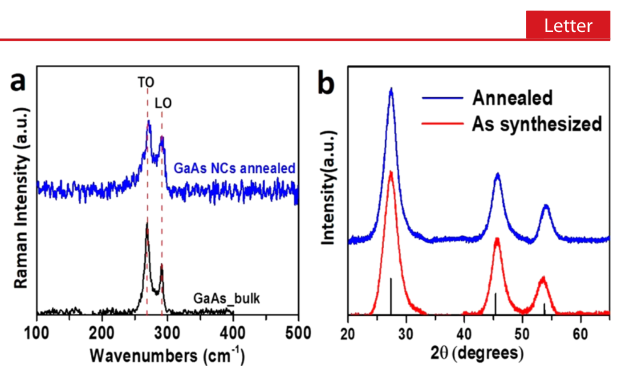 Letter
a
TO
LO
GaAs NCs annealed
GaAs_bulk
Raman Intensity (a.u.)
100 200 300 400 500
Wavenumbers (cm⁻¹)
b
Annealed
As synthesized
Intensity(a.u.)
20 30 40 50 60
2θ (degrees)